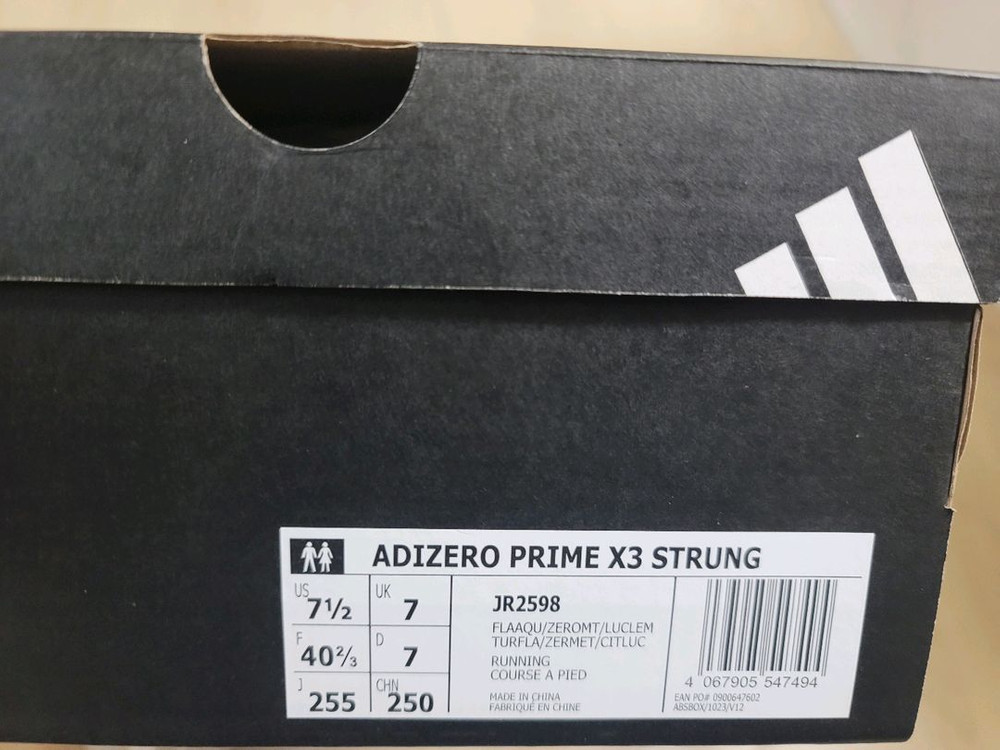 ADIZERO PRIME X3 STRUNG
US 7½ UK 7
F 40⅔ D 7
J 255 CHN 250
JR2598
FLAAQU/ZEROMT/LUCLEM
TURFLA/ZERMET/CITLUC
RUNNING
COURSE A PIED
MADE IN CHINA
FABRIQUÉ EN CHINE
4 067905 547494
EAN PO# 0900647602
ABSBOX/1023/V12